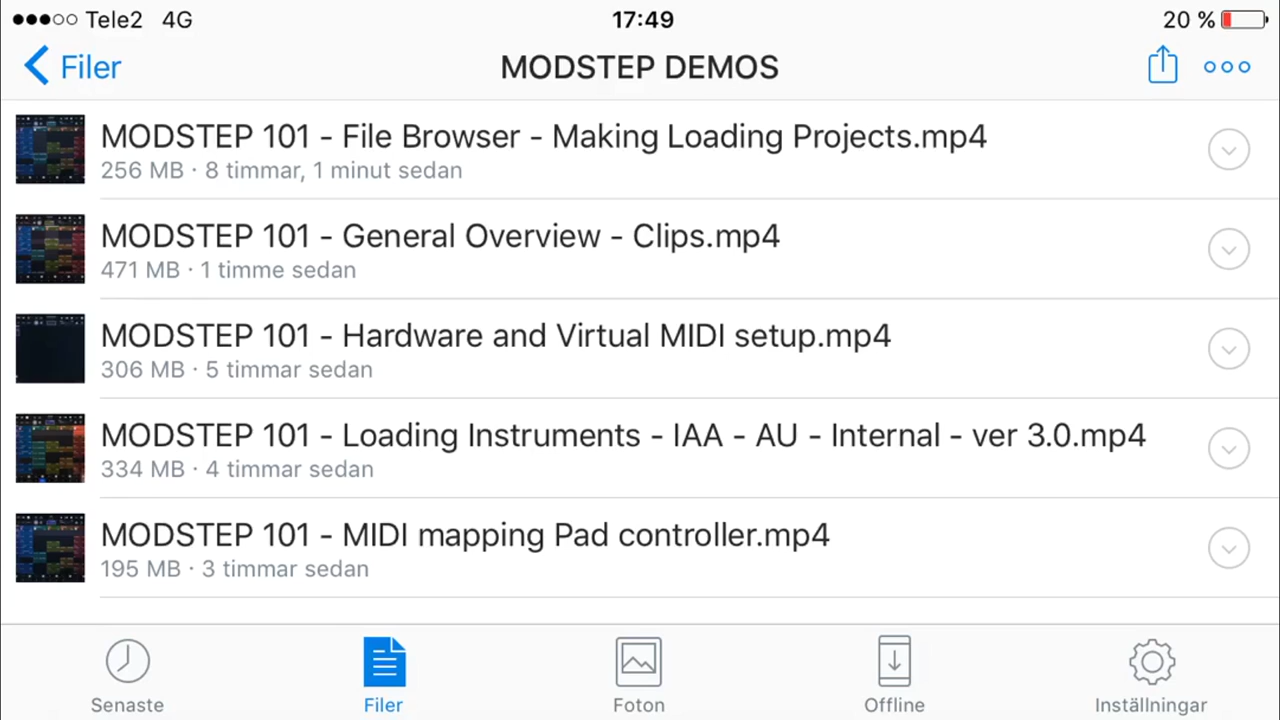 Tele2 4G 17:49 20 %
Filer MODSTEP DEMOS
MODSTEP 101 - File Browser - Making Loading Projects.mp4
256 MB · 8 timmar, 1 minut sedan
MODSTEP 101 - General Overview - Clips.mp4
471 MB · 1 timme sedan
MODSTEP 101 - Hardware and Virtual MIDI setup.mp4
306 MB · 5 timmar sedan
MODSTEP 101 - Loading Instruments - IAA - AU - Internal - ver 3.0.mp4
334 MB · 4 timmar sedan
MODSTEP 101 - MIDI mapping Pad controller.mp4
195 MB · 3 timmar sedan
Senaste Filer Foton Offline Inställningar